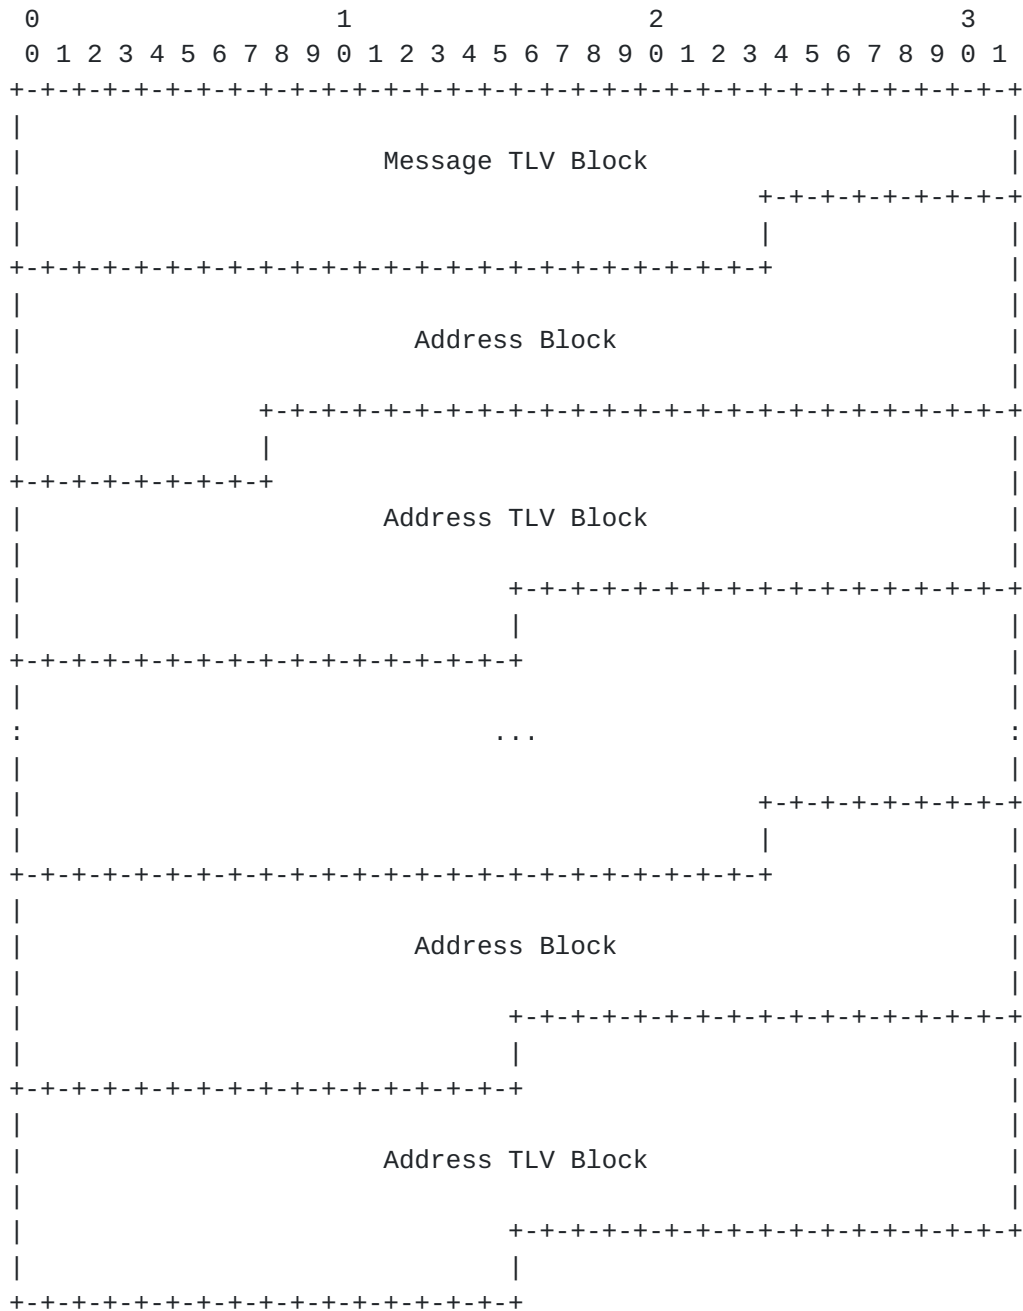 0                   1                   2                   3
 0 1 2 3 4 5 6 7 8 9 0 1 2 3 4 5 6 7 8 9 0 1 2 3 4 5 6 7 8 9 0 1
+-+-+-+-+-+-+-+-+-+-+-+-+-+-+-+-+-+-+-+-+-+-+-+-+-+-+-+-+-+-+-+-+
|                                                               |
|                       Message TLV Block                       |
|                                               +-+-+-+-+-+-+-+-+
|                                               |               |
+-+-+-+-+-+-+-+-+-+-+-+-+-+-+-+-+-+-+-+-+-+-+-+-+               |
|                                                               |
|                         Address Block                         |
|                                                               |
|               +-+-+-+-+-+-+-+-+-+-+-+-+-+-+-+-+-+-+-+-+-+-+-+-+
|               |                                               |
+-+-+-+-+-+-+-+-+                                               |
|                       Address TLV Block                       |
|                                                               |
|                               +-+-+-+-+-+-+-+-+-+-+-+-+-+-+-+-+
|                               |                               |
+-+-+-+-+-+-+-+-+-+-+-+-+-+-+-+-+                               |
|                                                               |
:                              ...                              :
|                                                               |
|                                               +-+-+-+-+-+-+-+-+
|                                               |               |
+-+-+-+-+-+-+-+-+-+-+-+-+-+-+-+-+-+-+-+-+-+-+-+-+               |
|                                                               |
|                         Address Block                         |
|                                                               |
|                               +-+-+-+-+-+-+-+-+-+-+-+-+-+-+-+-+
|                               |                               |
+-+-+-+-+-+-+-+-+-+-+-+-+-+-+-+-+                               |
|                                                               |
|                       Address TLV Block                       |
|                                                               |
|                               +-+-+-+-+-+-+-+-+-+-+-+-+-+-+-+-+
|                               |
+-+-+-+-+-+-+-+-+-+-+-+-+-+-+-+-+